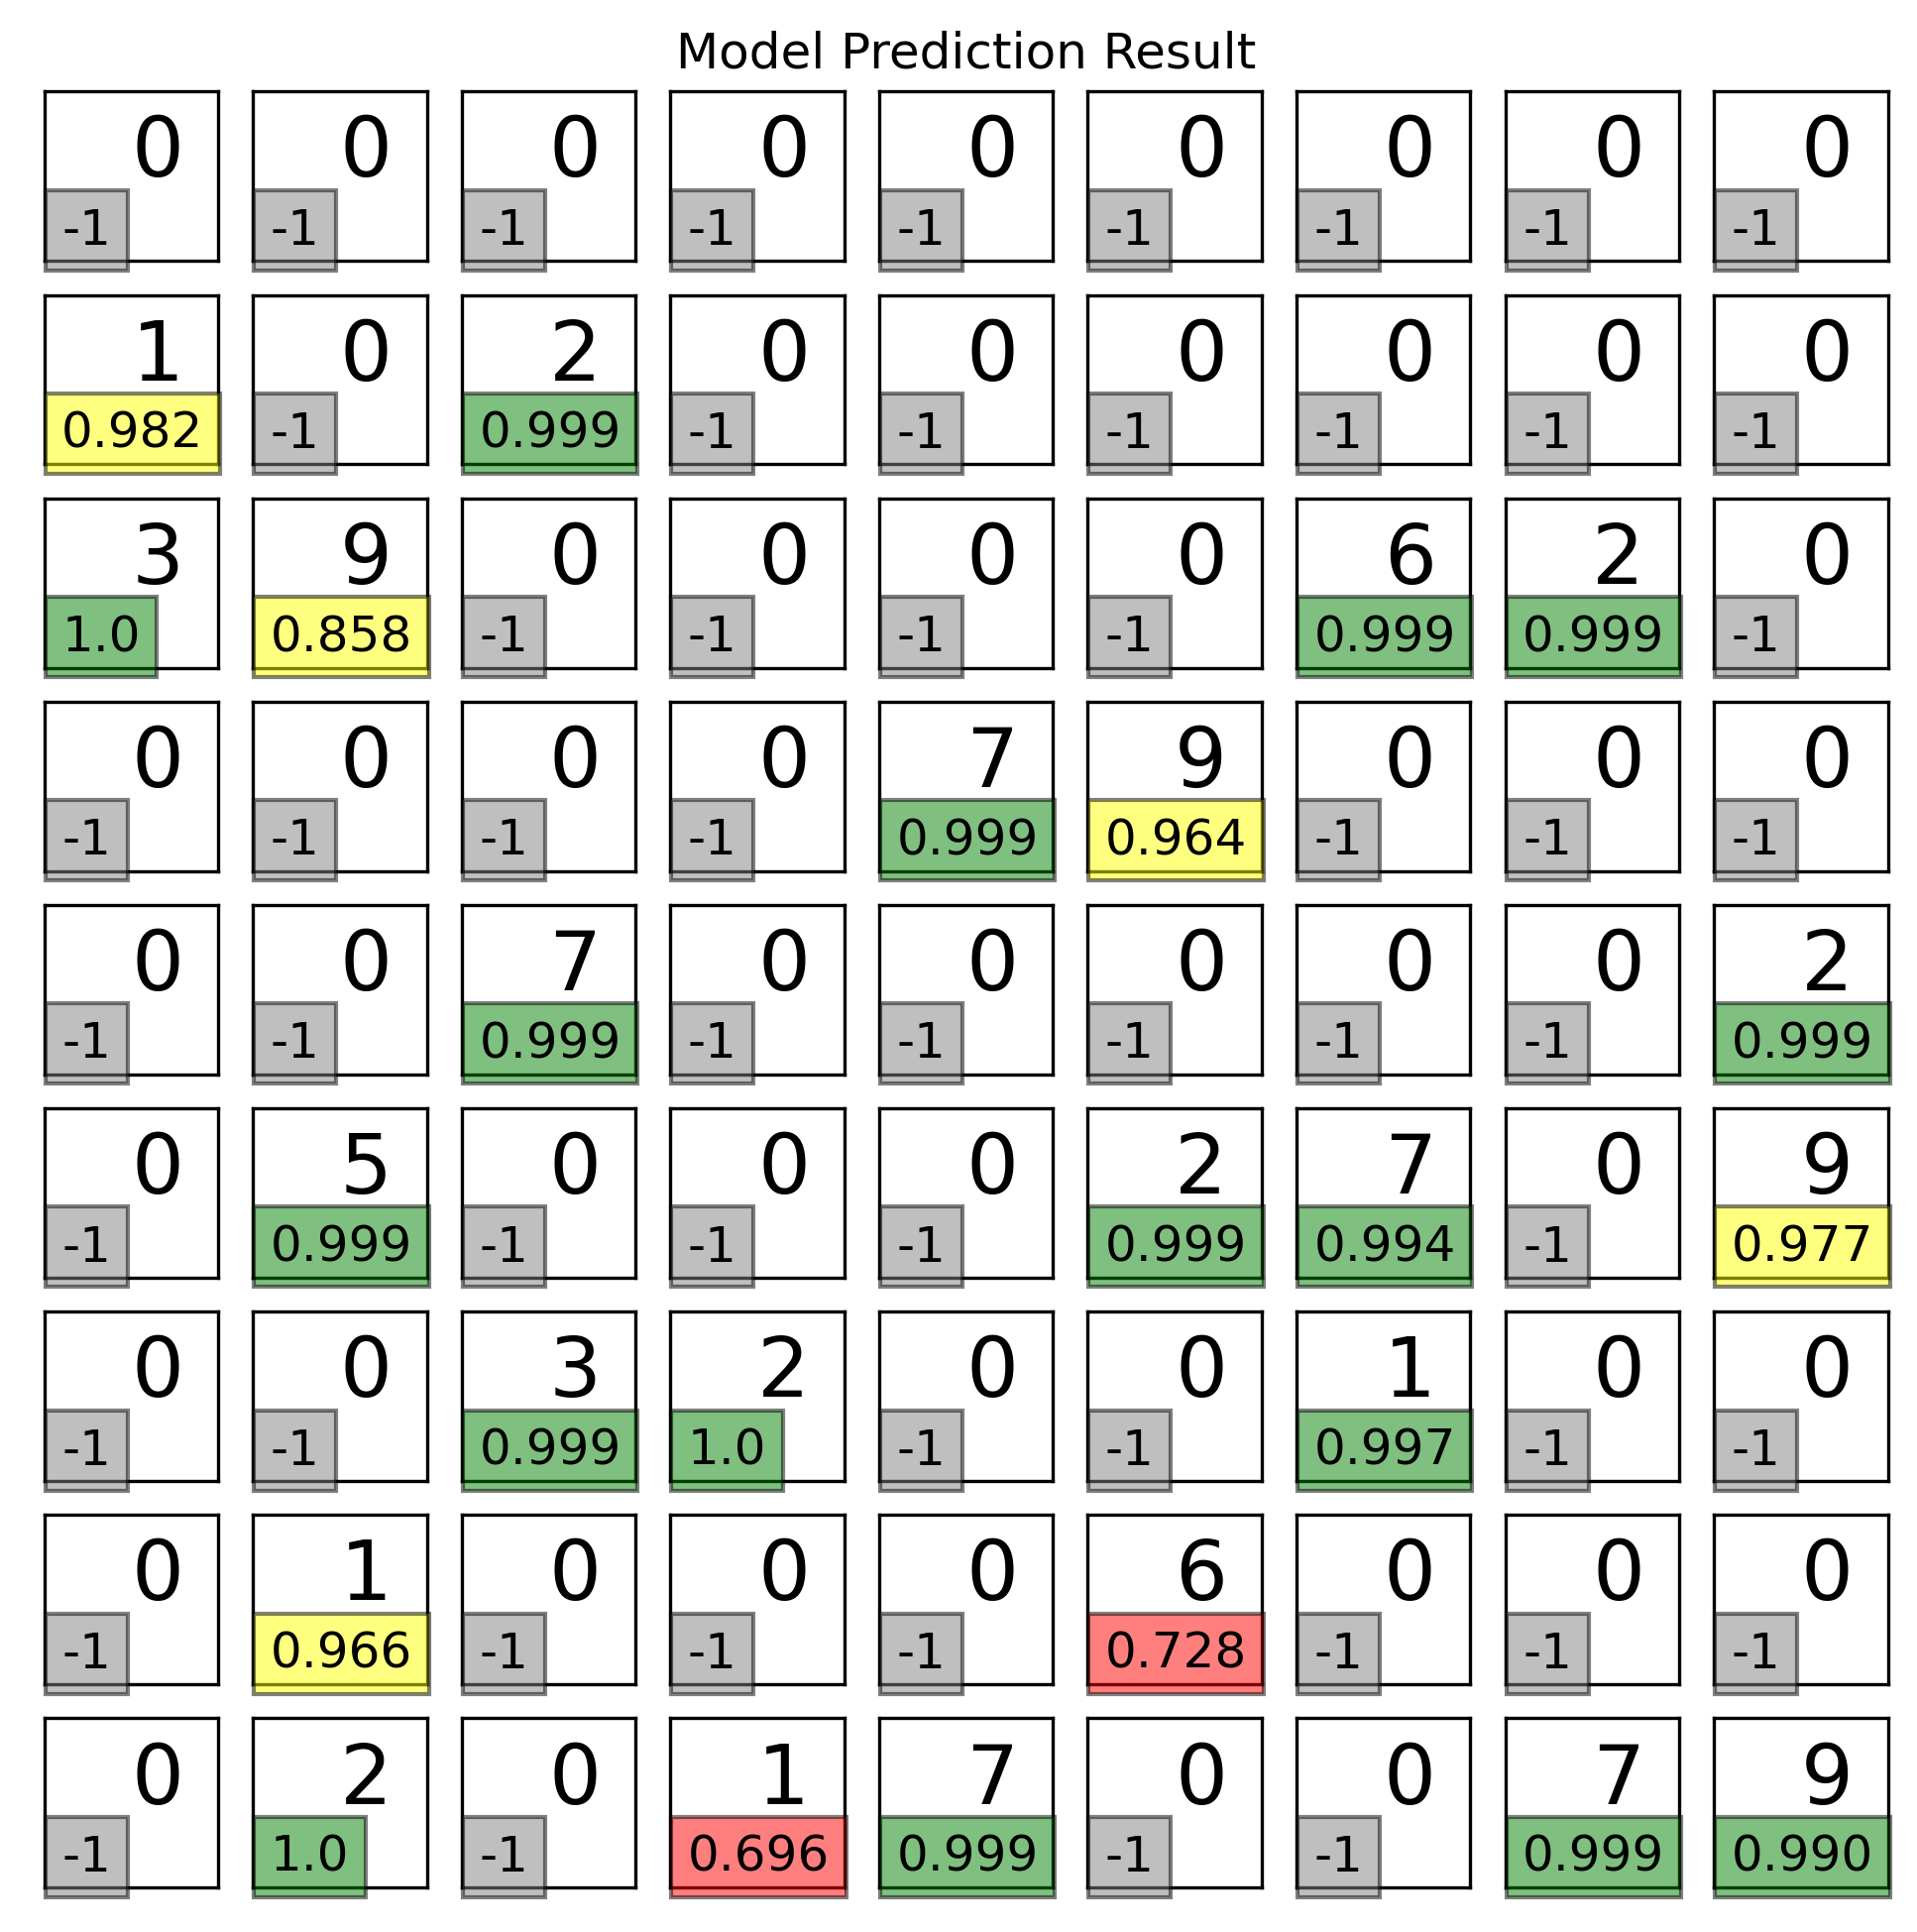 Model Prediction Result
0 0 0 0 0 0 0 0 0
-1 -1 -1 -1 -1 -1 -1 -1 -1
1 0 2 0 0 0 0 0 0
0.982 -1 0.999 -1 -1 -1 -1 -1 -1
3 9 0 0 0 0 6 2 0
1.0 0.858 -1 -1 -1 -1 0.999 0.999 -1
0 0 0 0 7 9 0 0 0
-1 -1 -1 -1 0.999 0.964 -1 -1 -1
0 0 7 0 0 0 0 0 2
-1 -1 0.999 -1 -1 -1 -1 -1 0.999
0 5 0 0 0 2 7 0 9
-1 0.999 -1 -1 -1 0.999 0.994 -1 0.977
0 0 3 2 0 0 1 0 0
-1 -1 0.999 1.0 -1 -1 0.997 -1 -1
0 1 0 0 0 6 0 0 0
-1 0.966 -1 -1 -1 0.728 -1 -1 -1
0 2 0 1 7 0 0 7 9
-1 1.0 -1 0.696 0.999 -1 -1 0.999 0.990